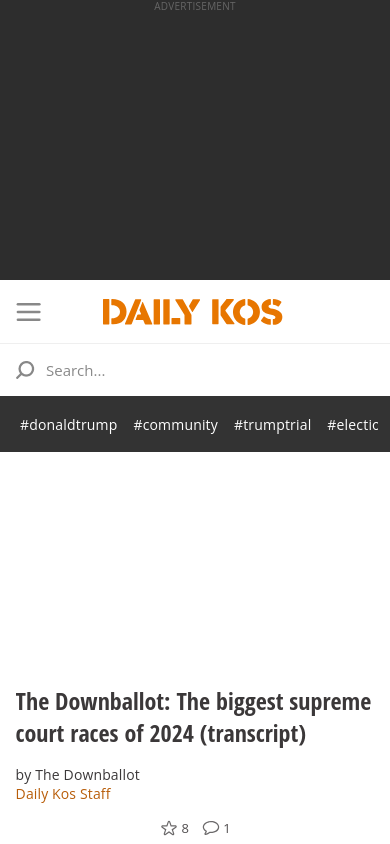 ADVERTISEMENT
DAILY KOS
Search...
#donaldtrump #community #trumptrial #electic
The Downballot: The biggest supreme
court races of 2024 (transcript)
by The Downballot
Daily Kos Staff
8 1